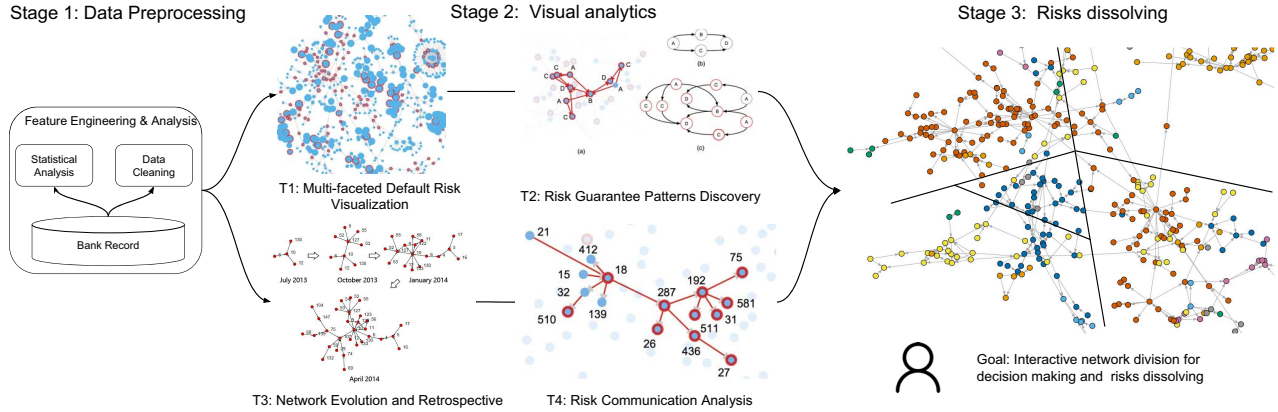 Stage 1: Data Preprocessing
Stage 2: Visual analytics
Stage 3: Risks dissolving
Feature Engineering & Analysis
Statistical
Analysis
Data
Cleaning
Bank Record
T1: Multi-faceted Default Risk
Visualization
C
A
C
D
A
B
C
C
D
A
(a)
B
A
D
C
(b)
A
C
C
C
D
B
A
D
A
C
(c)
T2: Risk Guarantee Patterns Discovery
July 2013
October 2013
January 2014
April 2014
T3: Network Evolution and Retrospective
21
412
15
18
32
510
139
287
192
75
581
31
511
26
436
27
T4: Risk Communication Analysis
Goal: Interactive network division for
decision making and risks dissolving